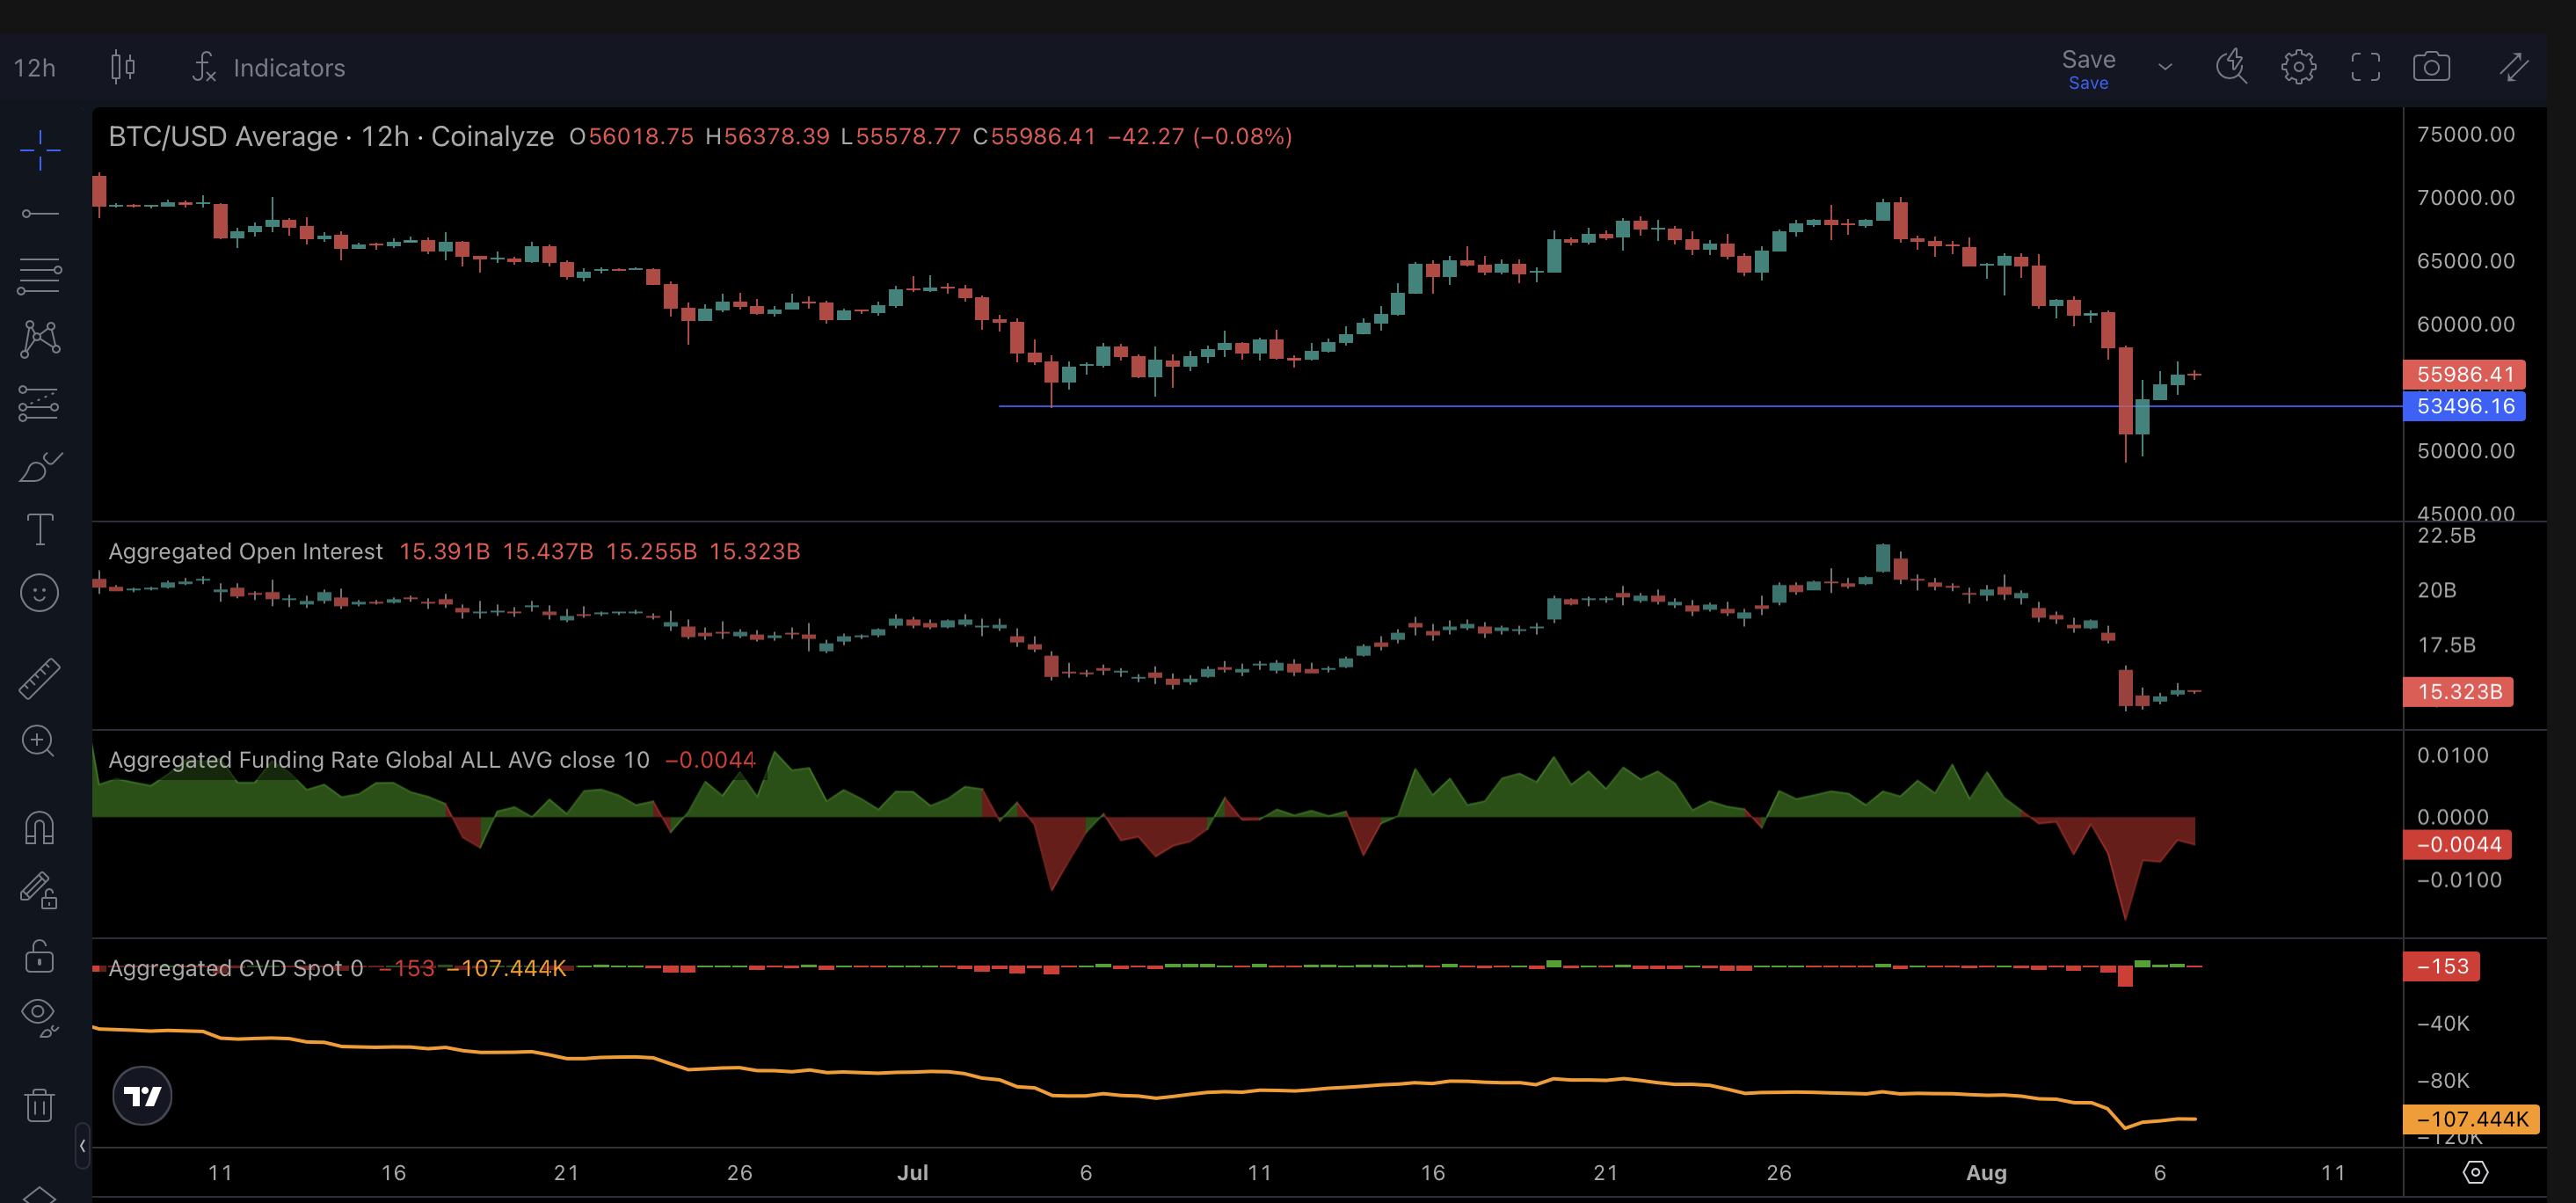 12h Indicators Save
Save
BTC/USD Average · 12h · Coinalyze O56018.75 H56378.39 L55578.77 C55986.41 −42.27 (−0.08%)
75000.00
70000.00
65000.00
60000.00
55986.41
53496.16
50000.00
45000.00
Aggregated Open Interest 15.391B 15.437B 15.255B 15.323B
22.5B
20B
17.5B
15.323B
Aggregated Funding Rate Global ALL AVG close 10 −0.0044
0.0100
0.0000
−0.0044
−0.0100
Aggregated CVD Spot 0 −153 −107.444K
−153
−40K
−80K
−107.444K
−120K
11 16 21 26 Jul 6 11 16 21 26 Aug 6 11